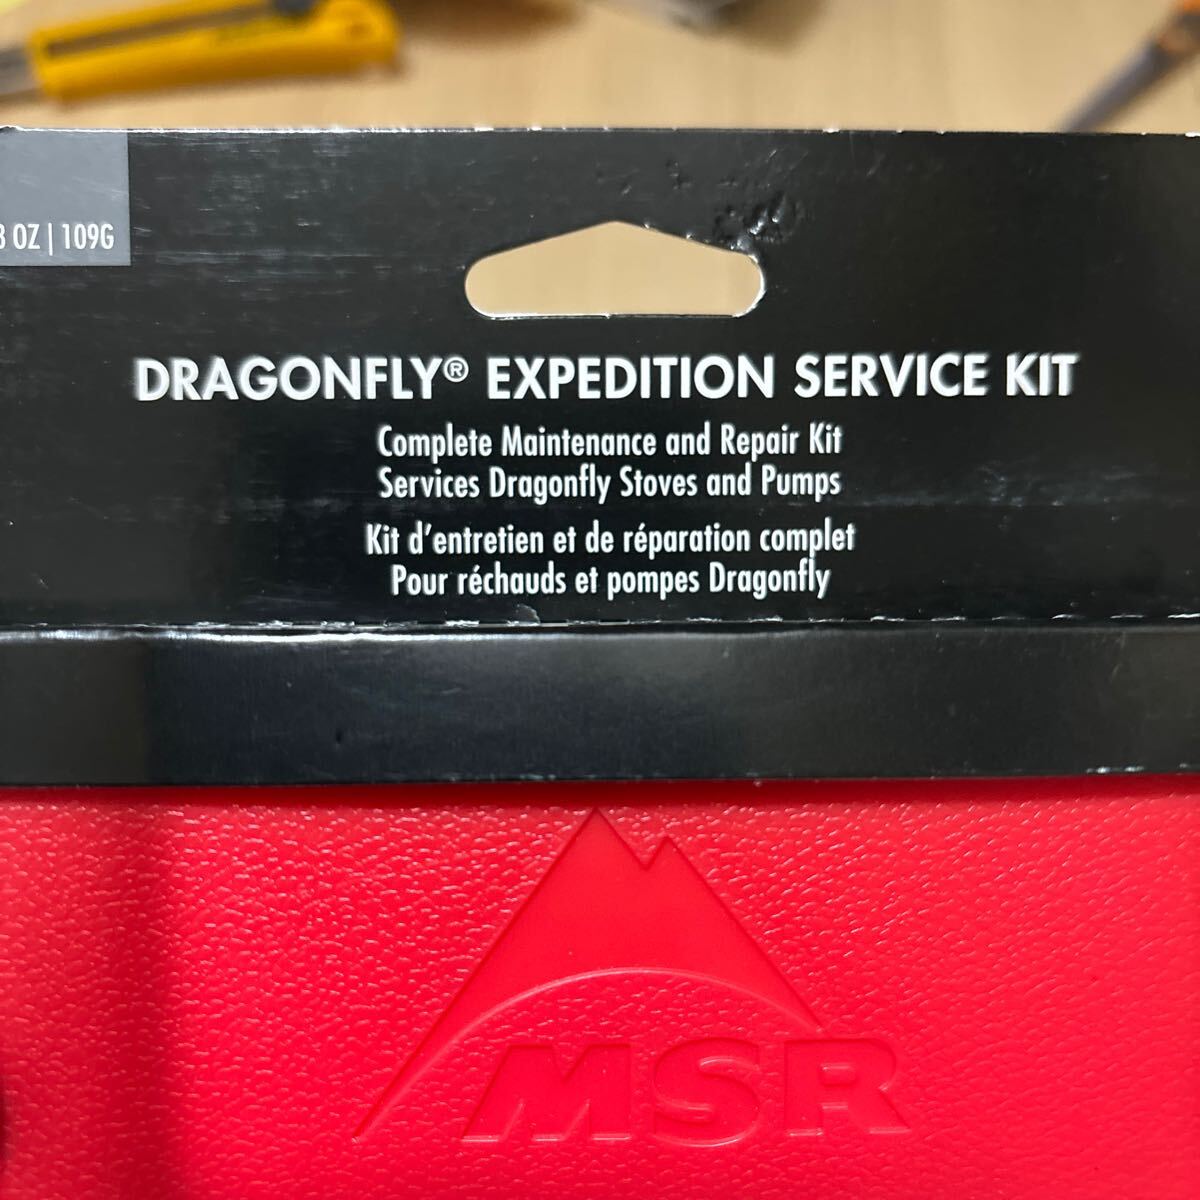 8 OZ | 109G
DRAGONFLY® EXPEDITION SERVICE KIT
Complete Maintenance and Repair Kit
Services Dragonfly Stoves and Pumps
Kit d'entretien et de réparation complet
Pour réchauds et pompes Dragonfly
MSR